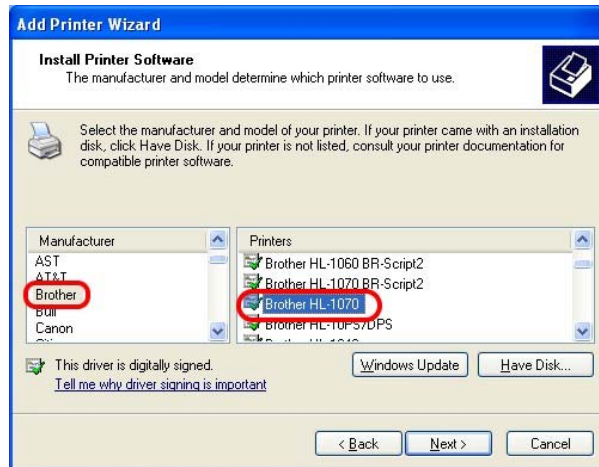 Add Printer Wizard
Install Printer Software
The manufacturer and model determine which printer software to use.
Select the manufacturer and model of your printer. If your printer came with an installation
disk, click Have Disk. If your printer is not listed, consult your printer documentation for
compatible printer software.
Manufacturer
AST
AT&T
Brother
Bull
Canon
Printers
Brother HL-1060 BR-Script2
Brother HL-1070 BR-Script2
Brother HL-1070
Brother HL-10PS7DPS
This driver is digitally signed.
Tell me why driver signing is important
Windows Update
Have Disk...
< Back
Next >
Cancel